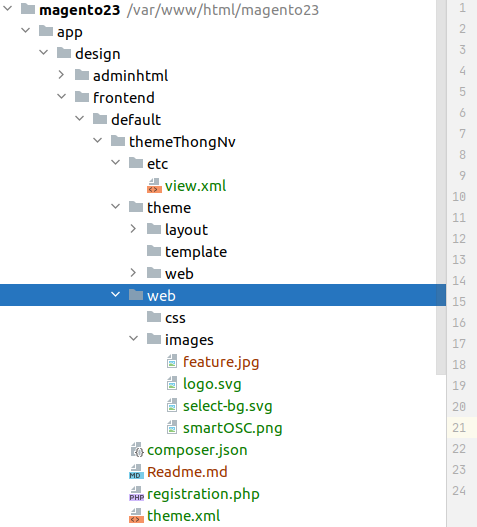 magento23 /var/www/html/magento23
app
design
adminhtml
frontend
default
themeThongNv
etc
view.xml
theme
layout
template
web
web
css
images
feature.jpg
logo.svg
select-bg.svg
smartOSC.png
composer.json
MD Readme.md
PHP registration.php
theme.xml
1
2
3
4
5
6
7
8
9
10
11
12
13
14
15
16
17
18
19
20
21
22
23
24